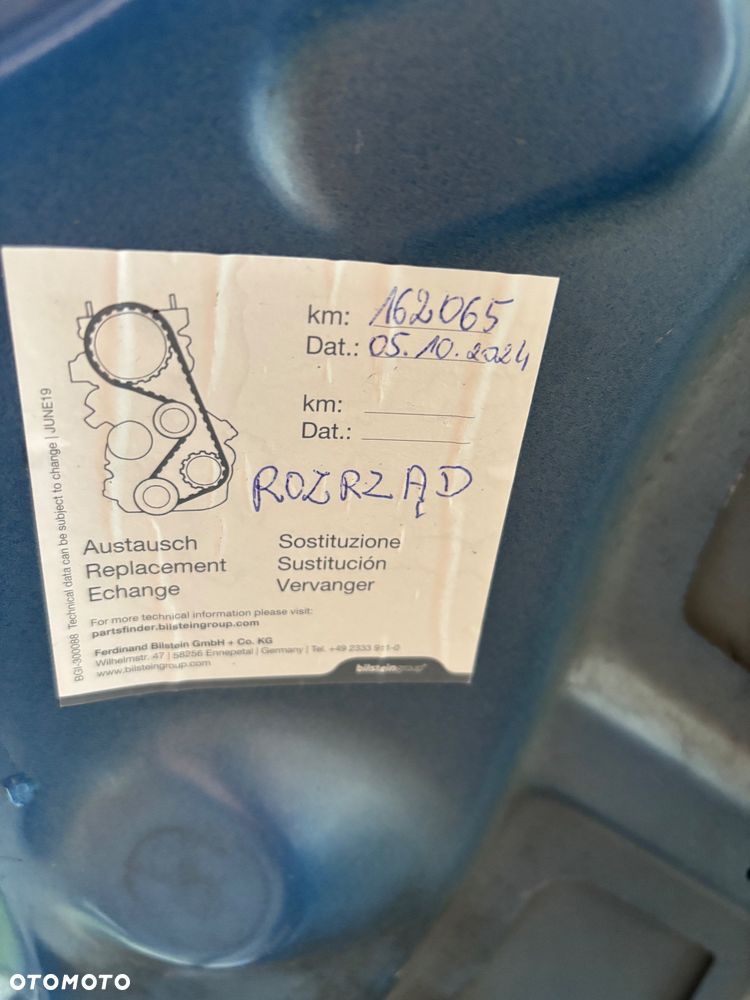 km: 162065
Dat.: 05.10.2024
km:
Dat.:
ROZRZĄD
Austausch Sostituzione
Replacement Sustitución
Echange Vervanger
For more technical information please visit:
partsfinder.bilsteingroup.com
Ferdinand Bilstein GmbH + Co. KG
Wilhelmstr. 47 | 58256 Ennepetal | Germany | Tel. +49 2333 911-0
www.bilsteingroup.com
bilsteingroup®
BGI-300088 Technical data can be subject to change | JUNE19
OTOMOTO